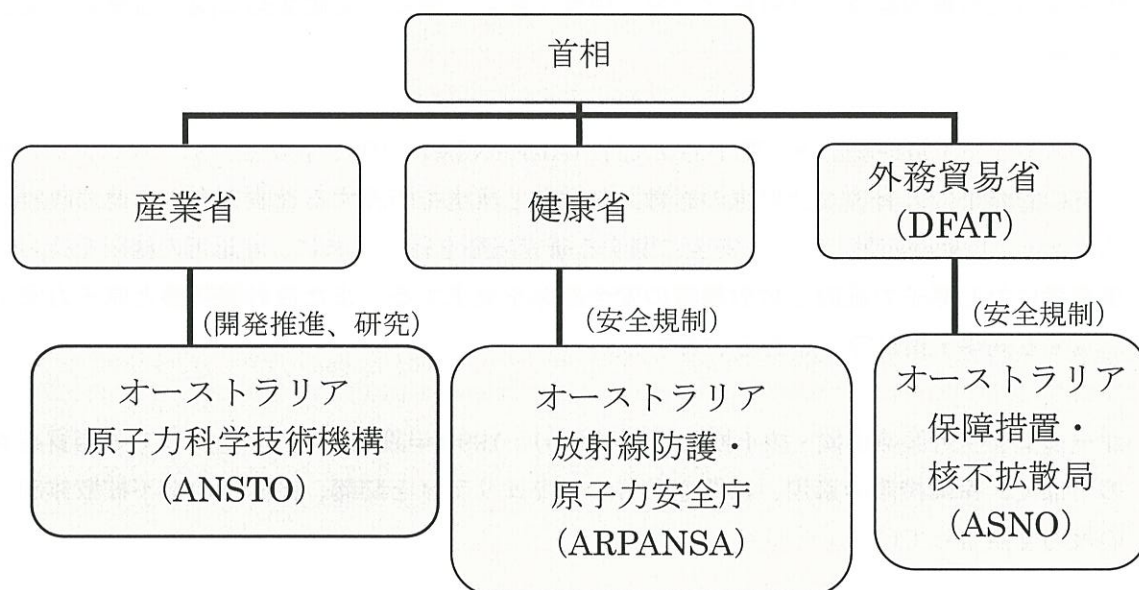 首相
産業省
健康省
外務貿易省
(DFAT)
(開発推進、研究)
(安全規制)
(安全規制)
オーストラリア
原子力科学技術機構
(ANSTO)
オーストラリア
放射線防護・
原子力安全庁
(ARPANSA)
オーストラリア
保障措置・
核不拡散局
(ASNO)